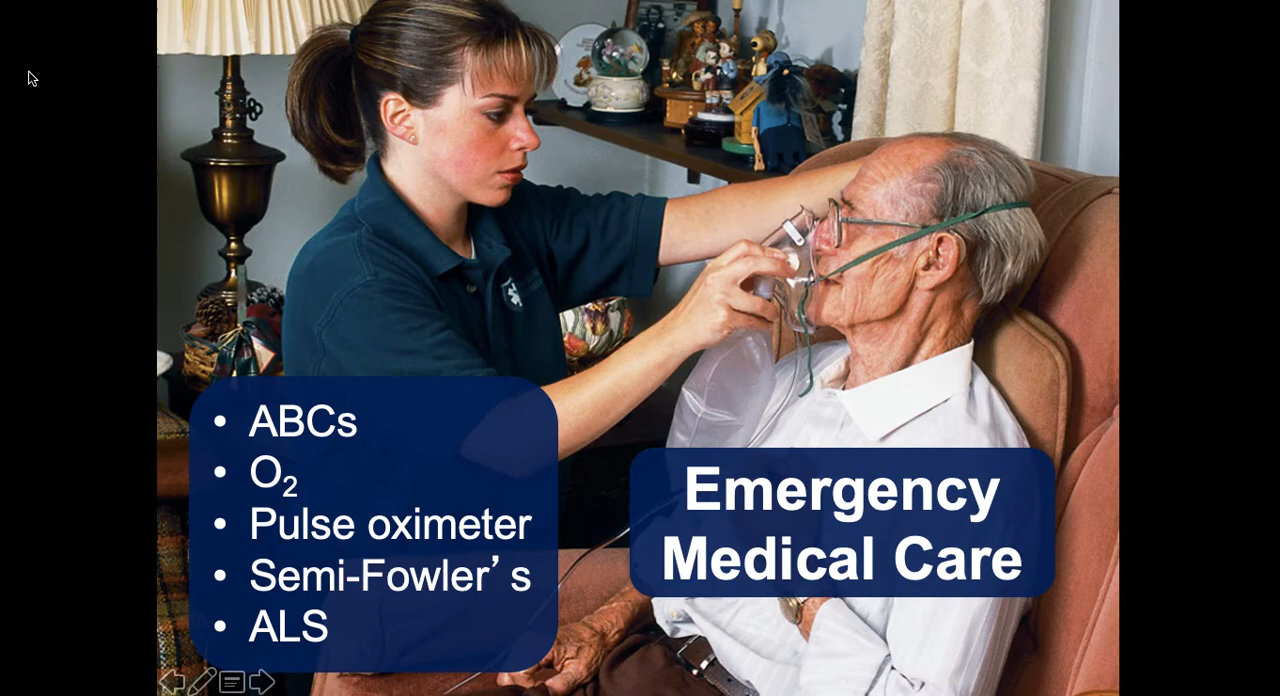 • ABCs
• O₂
• Pulse oximeter
• Semi-Fowler’ s
• ALS
Emergency
Medical Care